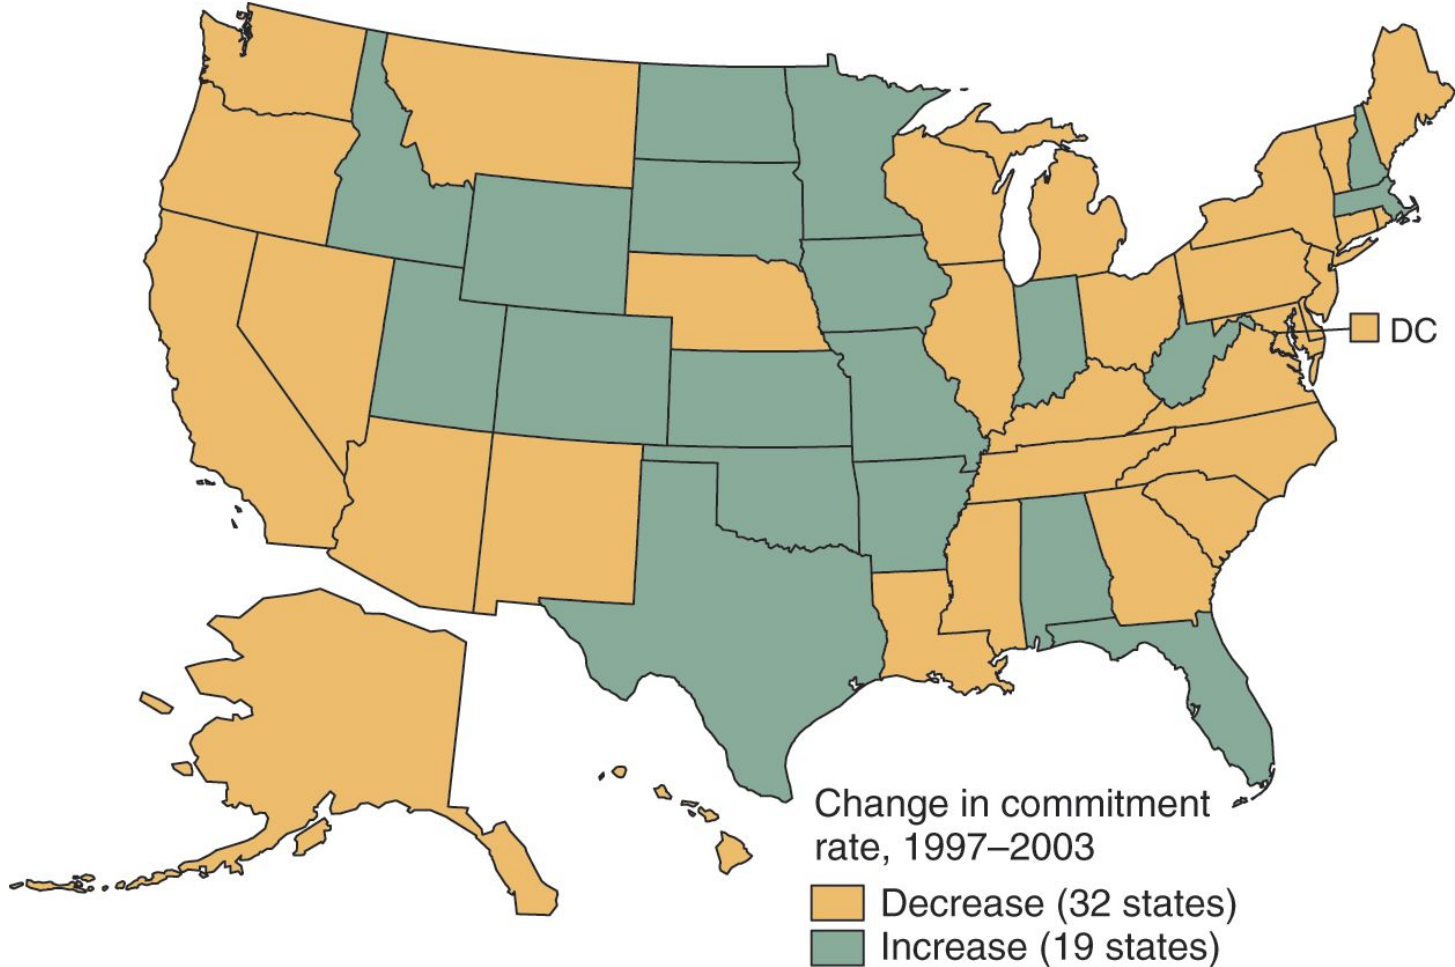 DC
Change in commitment
rate, 1997–2003
Decrease (32 states)
Increase (19 states)